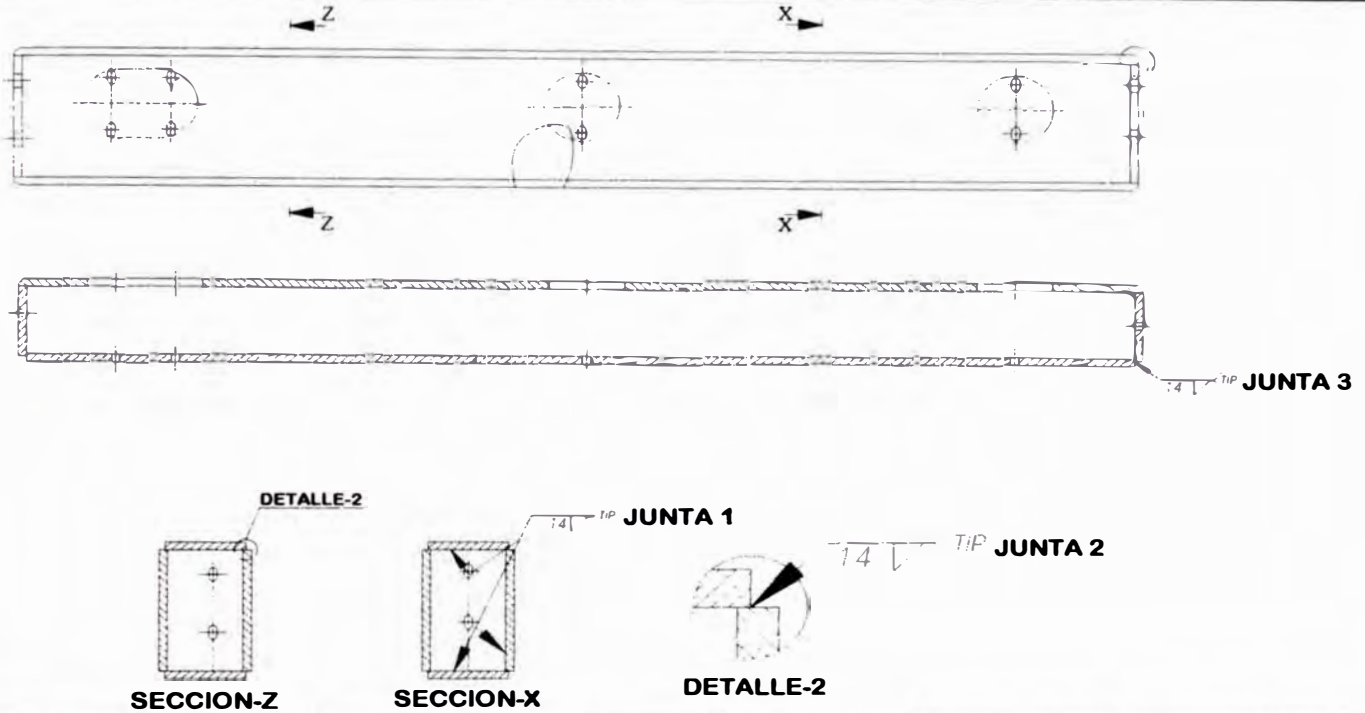 Z X
Z X
14 TIP JUNTA 3
DETALLE-2
14 TIP JUNTA 1
14 TIP JUNTA 2
SECCION-Z
SECCION-X
DETALLE-2